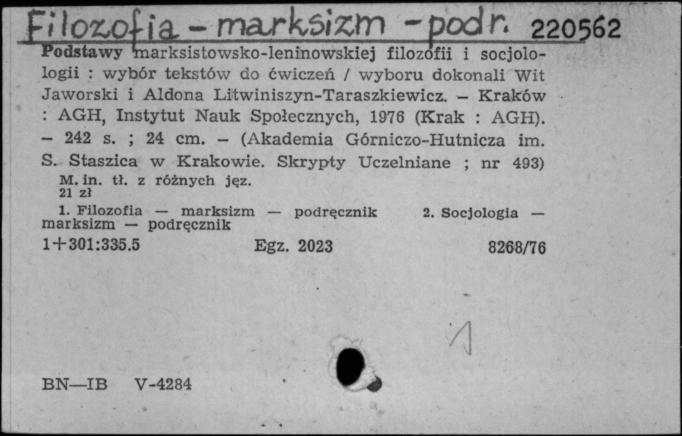 Filozofia - marksizm - podr. 220562
Podstawy marksistowsko-leninowskiej filozofii i socjolo-
logii : wybór tekstów do ćwiczeń / wyboru dokonali Wit
Jaworski i Aldona Litwiniszyn-Taraszkiewicz. — Kraków
: AGH, Instytut Nauk Społecznych, 1976 (Krak : AGH).
— 242 s. ; 24 cm. — (Akademia Górniczo-Hutnicza im.
S. Staszica w Krakowie. Skrypty Uczelniane ; nr 493)
M. in. tł. z różnych jęz.
21 zł
1. Filozofia — marksizm — podręcznik 2. Socjologia —
marksizm — podręcznik
1+301:335.5 Egz. 2023 8268/76
1
BN—IB V-4284